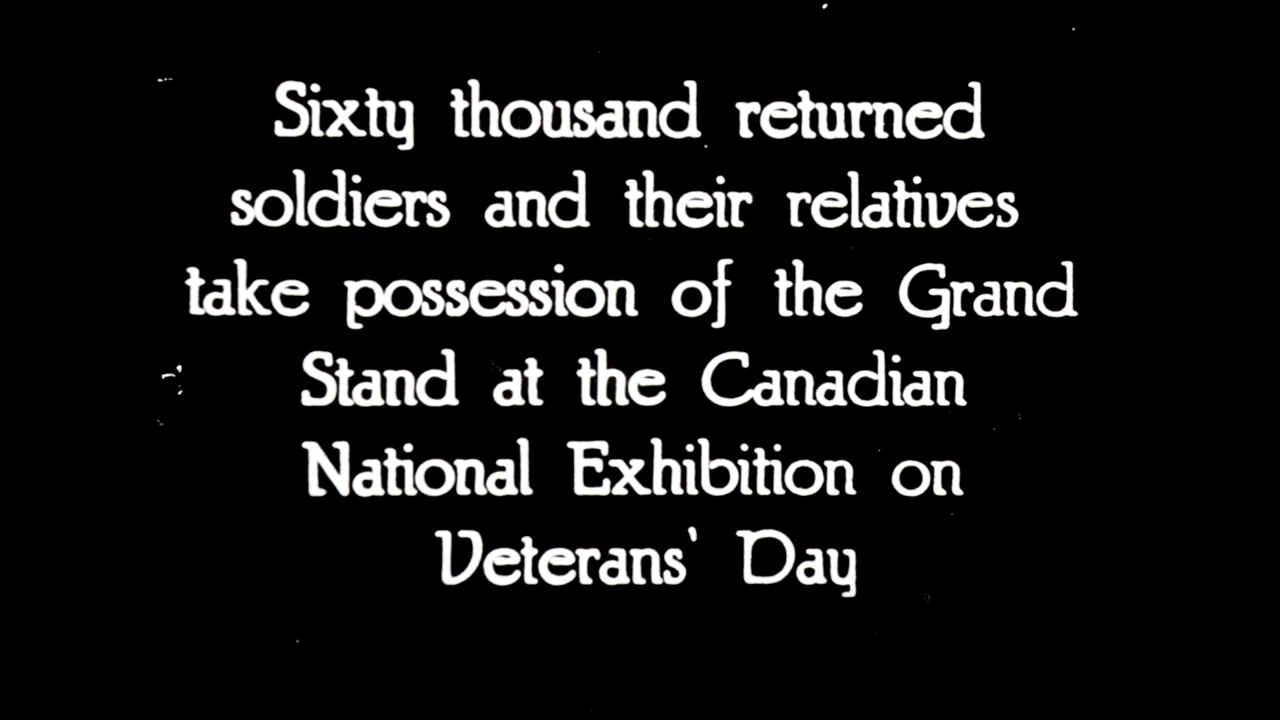 Sixty thousand returned
soldiers and their relatives
take possession of the Grand
Stand at the Canadian
National Exhibition on
Veterans' Day